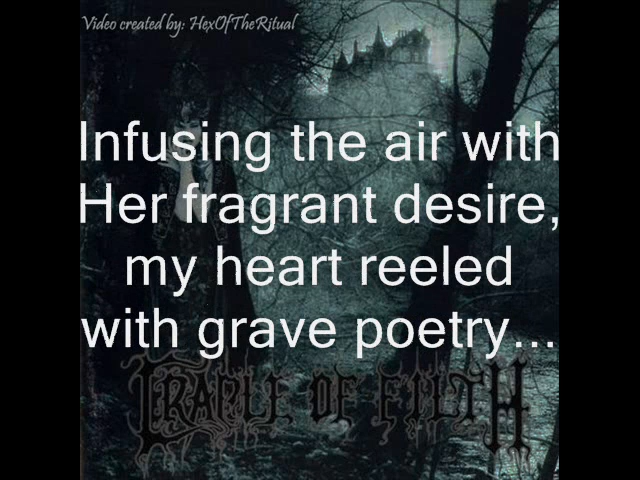 Video created by: HexOfTheRitual
Infusing the air with
Her fragrant desire,
my heart reeled
with grave poetry...
CRADLE OF FILTH